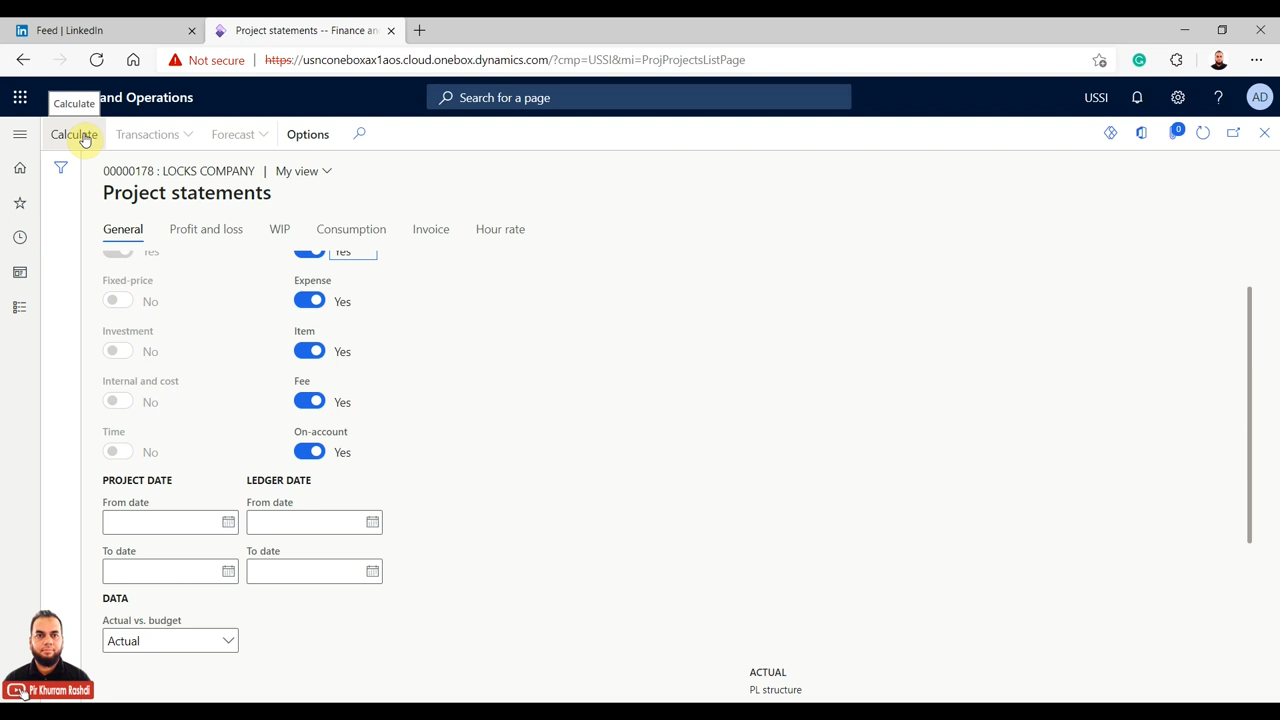 Feed | LinkedIn
Project statements -- Finance an
Not secure | https://usnconeboxax1aos.cloud.onebox.dynamics.com/?cmp=USSI&mi=ProjProjectsListPage
Calculate
and Operations
Search for a page
USSI
AD
Calculate
Transactions
Forecast
Options
0
00000178 : LOCKS COMPANY | My view
Project statements
General
Profit and loss
WIP
Consumption
Invoice
Hour rate
Yes
Yes
Fixed-price
Expense
No
Yes
Investment
Item
No
Yes
Internal and cost
Fee
No
Yes
Time
On-account
No
Yes
PROJECT DATE
LEDGER DATE
From date
From date
To date
To date
DATA
Actual vs. budget
Actual
ACTUAL
PL structure
Pir Khurram Rashdi